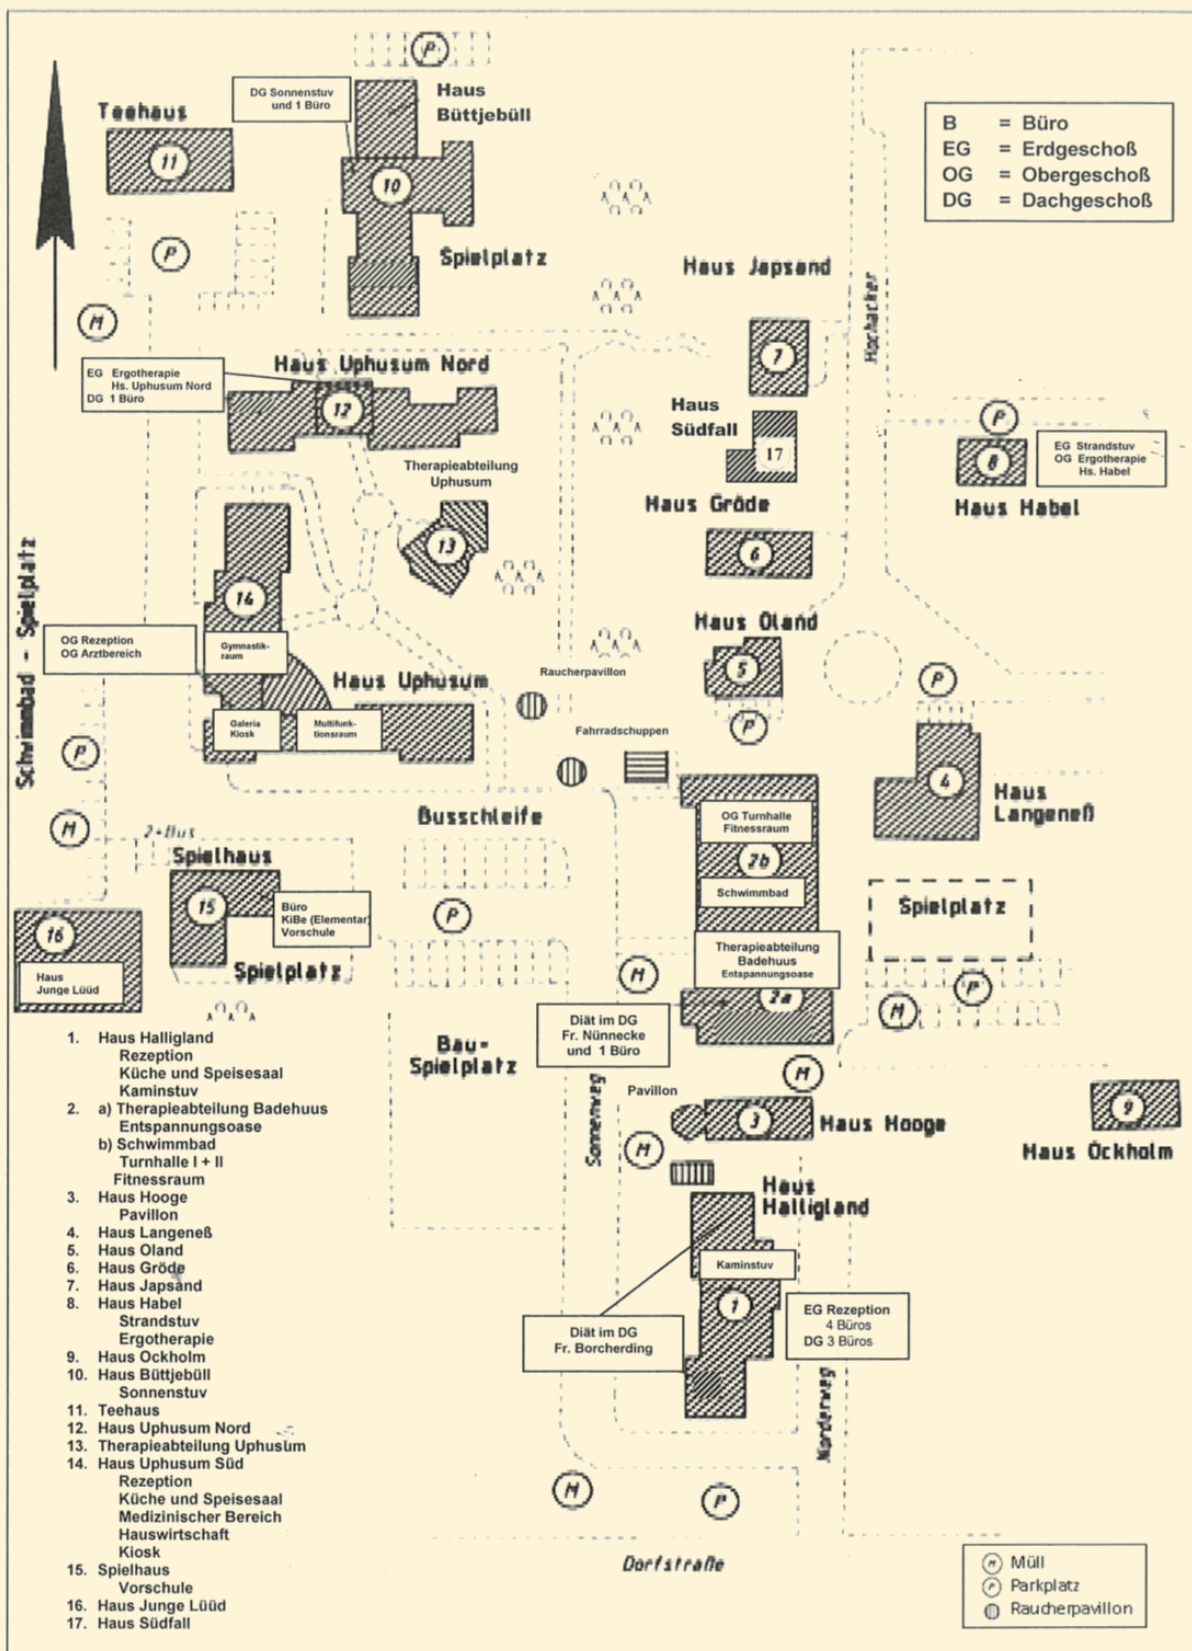 P
Haus
Büttjebüll
DG Sonnenstuv
und 1 Büro
Teehaus
11
10
B = Büro
EG = Erdgeschoß
OG = Obergeschoß
DG = Dachgeschoß
P
Spielplatz
Haus Japsand
Hochacker
M
7
Haus Uphusum Nord
EG Ergotherapie
Hs. Uphusum Nord
DG 1 Büro
12
Haus
Südfall
17
P
8
EG Strandstuv
OG Ergotherapie
Hs. Habel
Haus Habel
Therapieabteilung
Uphusum
13
Haus Gröde
6
Schwimmbad - Spielplatz
14
OG Rezeption
OG Arztbereich
Gymnastik-
raum
Haus Oland
5
P
Haus Uphusum
Raucherpavillon
Galeria
Kiosk
Multifunk-
tionsraum
Fahrradschuppen
P
4
Haus
Langeneß
P
M
2+Bus
Busschleife
OG Turnhalle
Fitnessraum
2b
Schwimmbad
Spielhaus
15
Büro
KiBe (Elementar
Vorschule
P
Spielplatz
16
Haus
Junge Lüüd
Spielplatz
Therapieabteilung
Badehuus
Entspannungsoase
2a
M
P
M
Diät im DG
Fr. Nünnecke
und 1 Büro
Bau-
Spielplatz
M
Pavillon
3
Haus Hooge
9
Haus Ockholm
Sonnenweg
M
Haus
Halligland
Kaminstuv
1
EG Rezeption
4 Büros
DG 3 Büros
Diät im DG
Fr. Borcherding
Norderweg
M
P
Dorfstraße
1. Haus Halligland
Rezeption
Küche und Speisesaal
Kaminstuv
2. a) Therapieabteilung Badehuus
Entspannungsoase
b) Schwimmbad
Turnhalle I + II
Fitnessraum
3. Haus Hooge
Pavillon
4. Haus Langeneß
5. Haus Oland
6. Haus Gröde
7. Haus Japsand
8. Haus Habel
Strandstuv
Ergotherapie
9. Haus Ockholm
10. Haus Büttjebüll
Sonnenstuv
11. Teehaus
12. Haus Uphusum Nord
13. Therapieabteilung Uphusum
14. Haus Uphusum Süd
Rezeption
Küche und Speisesaal
Medizinischer Bereich
Hauswirtschaft
Kiosk
15. Spielhaus
Vorschule
16. Haus Junge Lüüd
17. Haus Südfall
M Müll
P Parkplatz
Raucherpavillon